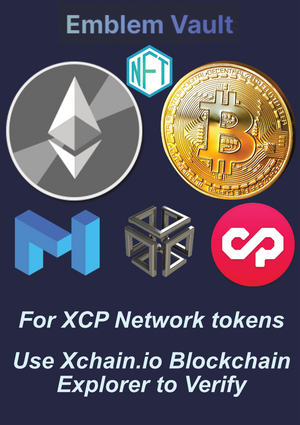 Emblem Vault
NFT
For XCP Network tokens
Use Xchain.io Blockchain
Explorer to Verify